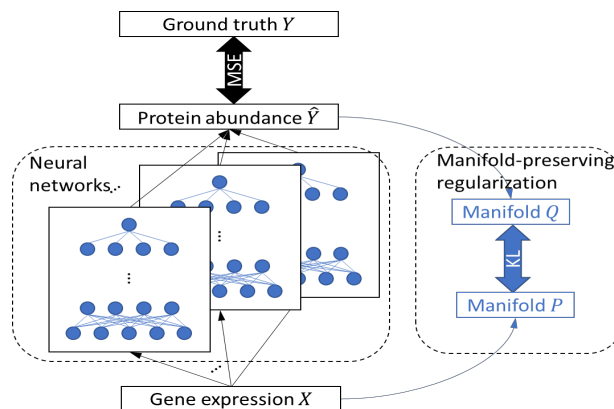 Ground truth Y
MSE
Protein abundance Ŷ
Neural
networks
...
Manifold-preserving
regularization
Manifold Q
KL
Manifold P
...
...
...
Gene expression X